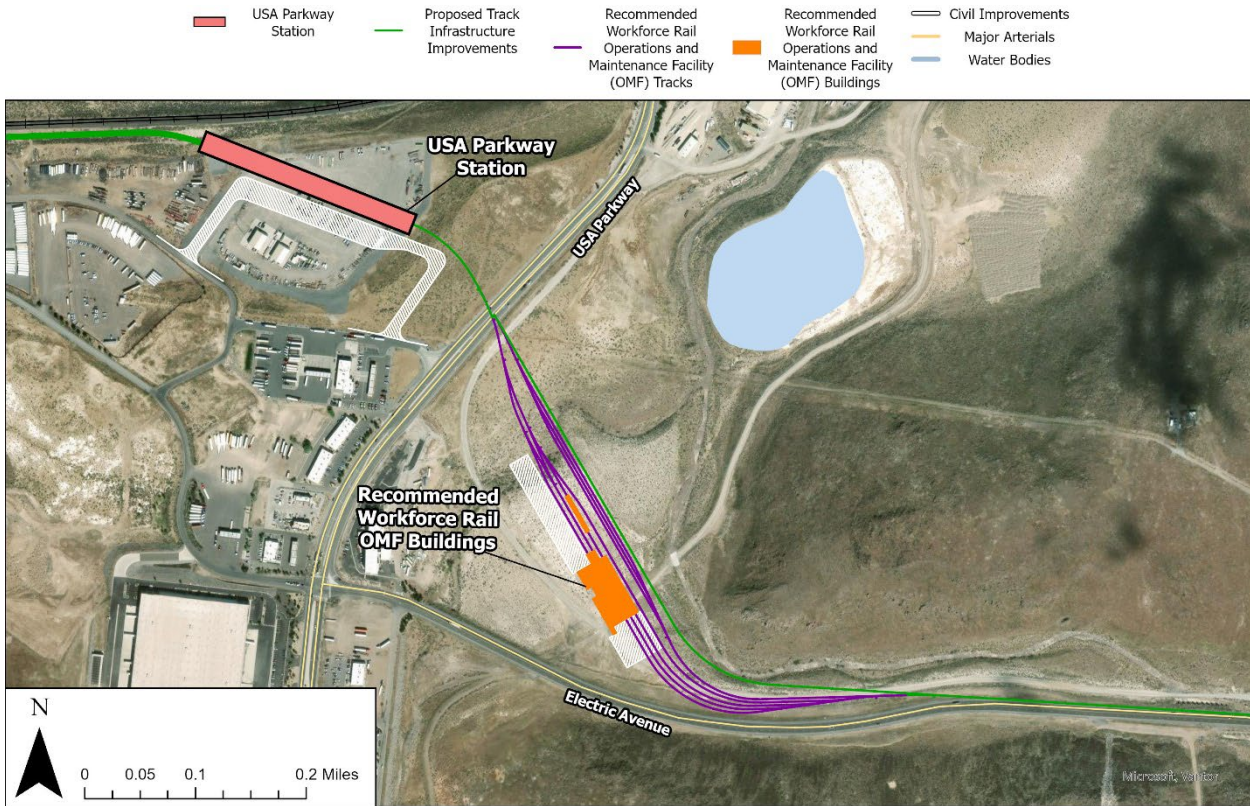 USA Parkway
Station
Proposed Track
Infrastructure
Improvements
Recommended
Workforce Rail
Operations and
Maintenance Facility
(OMF) Tracks
Recommended
Workforce Rail
Operations and
Maintenance Facility
(OMF) Buildings
Civil Improvements
Major Arterials
Water Bodies
USA Parkway
Station
USA Parkway
Recommended
Workforce Rail
OMF Buildings
Electric Avenue
N
0 0.05 0.1 0.2 Miles
Microsoft, Vantor